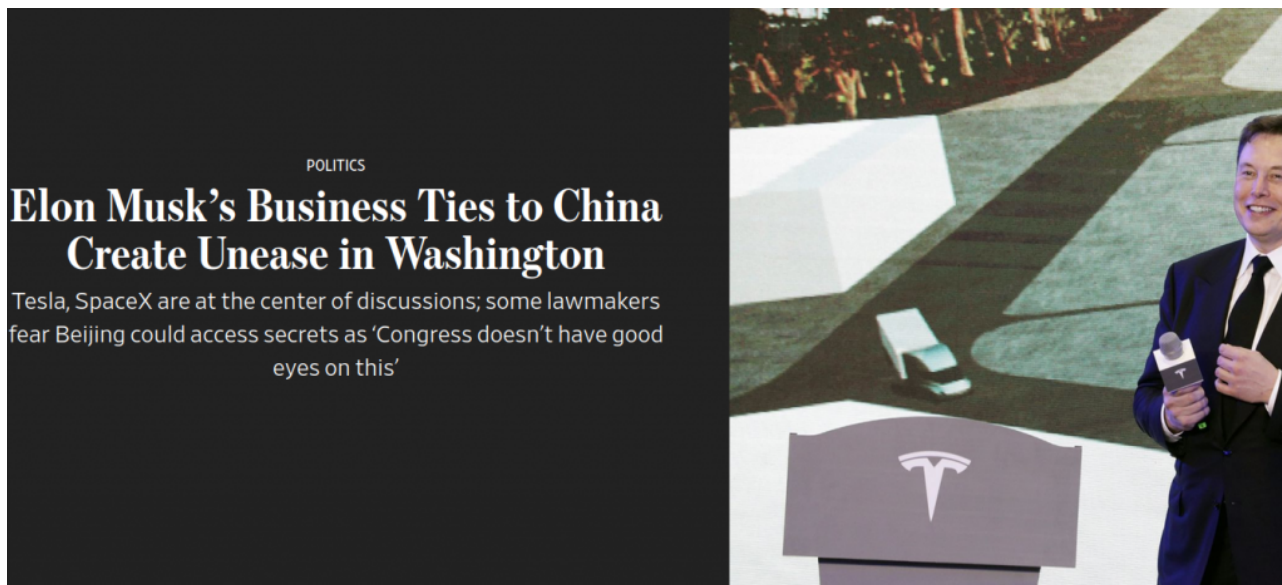 POLITICS
Elon Musk’s Business Ties to China
Create Unease in Washington
Tesla, SpaceX are at the center of discussions; some lawmakers
fear Beijing could access secrets as ‘Congress doesn’t have good
eyes on this’